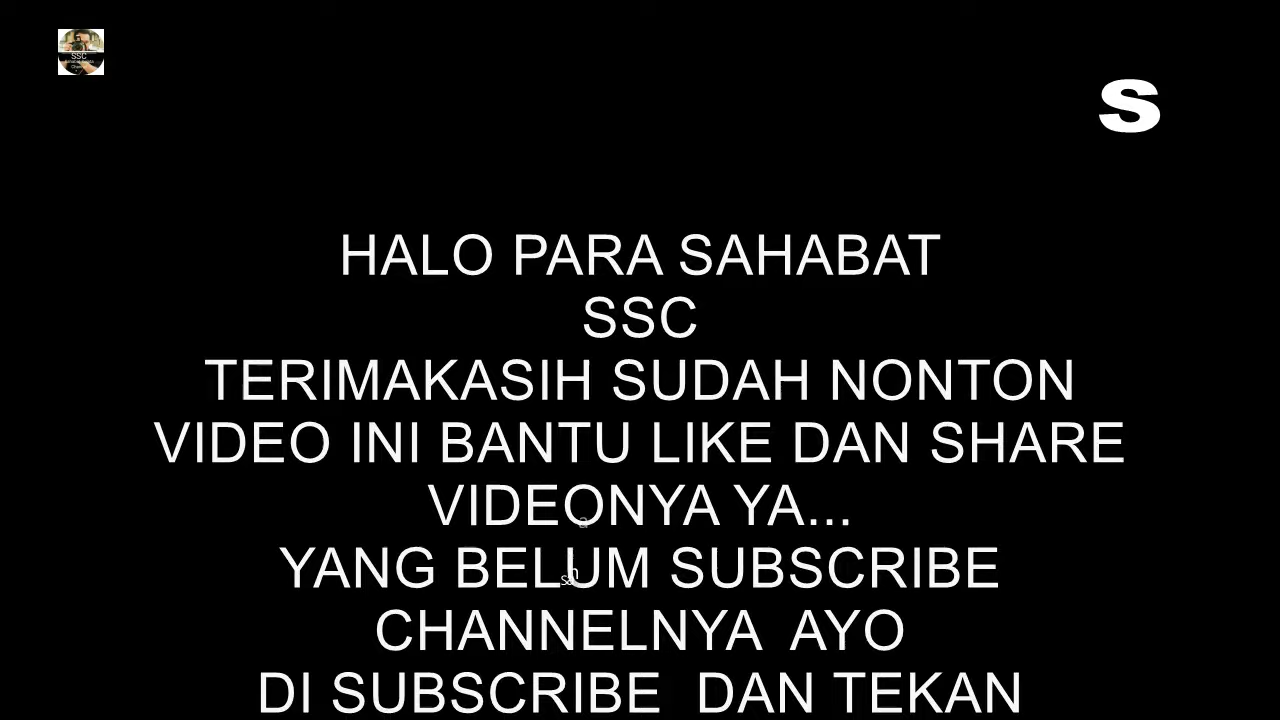 SSC
S
HALO PARA SAHABAT
SSC
TERIMAKASIH SUDAH NONTON
VIDEO INI BANTU LIKE DAN SHARE
VIDEONYA YA...
a
YANG BELUM SUBSCRIBE
CHANNELNYA AYO
DI SUBSCRIBE DAN TEKAN